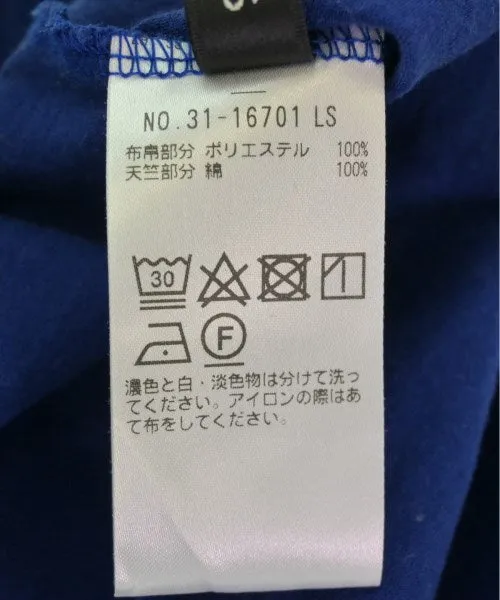 NO.31-16701 LS
布帛部分 ポリエステル 100%
天竺部分 綿 100%
30
F
濃色と白・淡色物は分けて洗っ
てください。アイロンの際はあ
て布をしてください。